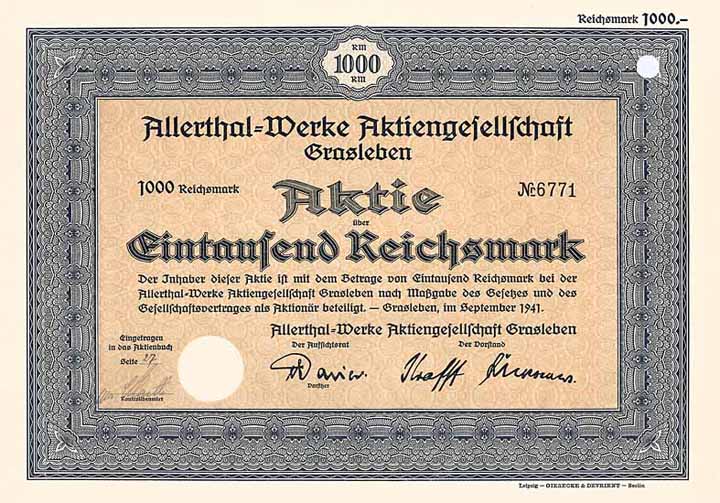 Reichsmark 1000,-
RM
1000
RM
Allerthal-Werke Aktiengesellschaft
Grasleben
1000 Reichsmark
Aktie
№ 6771
über
Eintausend Reichsmark
Der Inhaber dieser Aktie ist mit dem Betrage von Eintausend Reichsmark bei der
Allerthal-Werke Aktiengesellschaft Grasleben nach Maßgabe des Gesetzes und des
Gesellschaftsvertrages als Aktionär beteiligt. — Grasleben, im September 1941.
Allerthal-Werke Aktiengesellschaft Grasleben
Der Aufsichtsrat
Der Vorstand
Eingetragen
in das Aktienbuch
Seite 27
Kontrollbeamter
Vorsitzer
Krafft
Leipzig — GIESECKE & DEVRIENT — Berlin